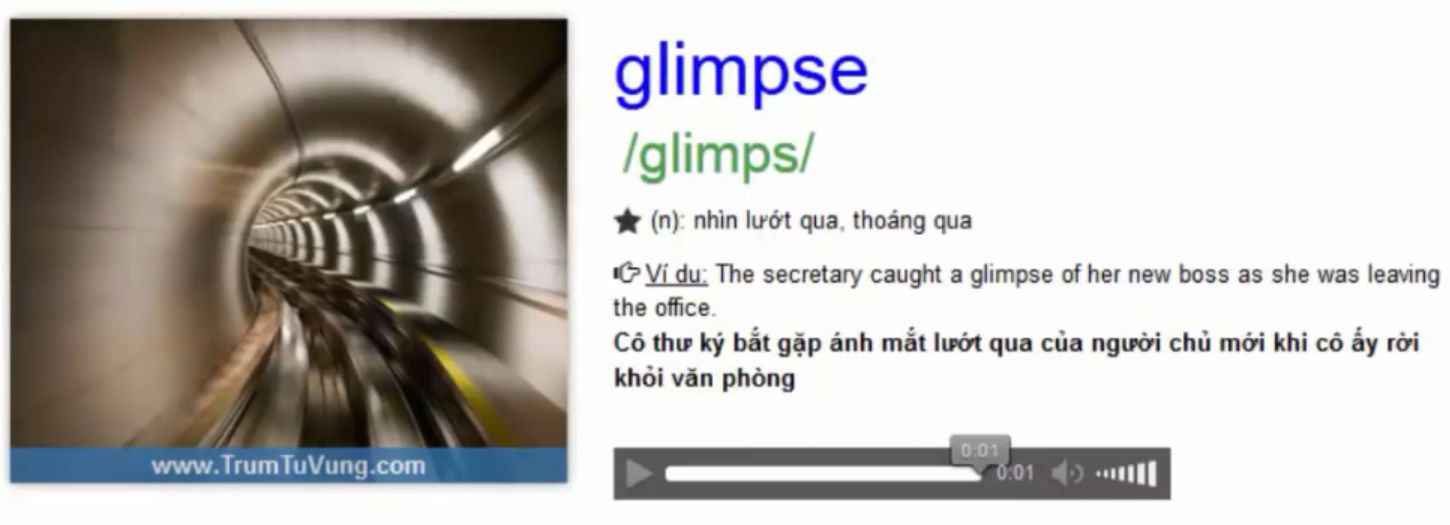 glimpse
/glimps/
(n): nhìn lướt qua, thoáng qua
Ví du: The secretary caught a glimpse of her new boss as she was leaving
the office.
Cô thư ký bắt gặp ánh mắt lướt qua của người chủ mới khi cô ấy rời
khỏi văn phòng
www.TrumTuVung.com
0:01
0:01